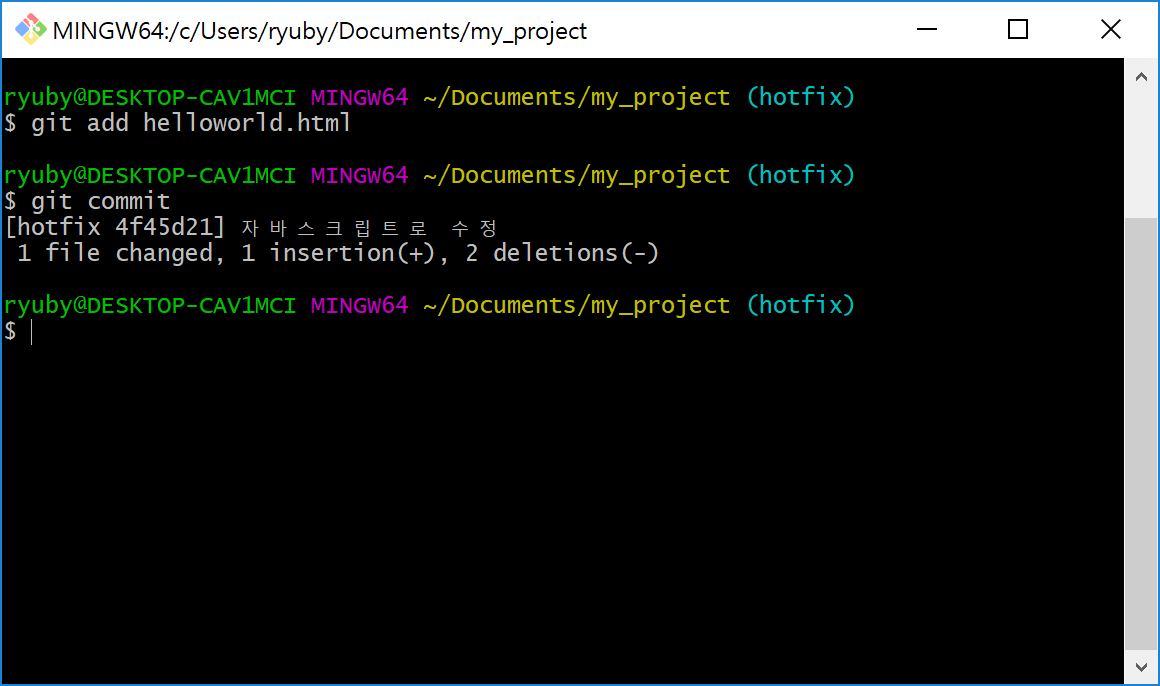 MINGW64:/c/Users/ryuby/Documents/my_project
ryuby@DESKTOP-CAV1MCI MINGW64 ~/Documents/my_project (hotfix)
$ git add helloworld.html
ryuby@DESKTOP-CAV1MCI MINGW64 ~/Documents/my_project (hotfix)
$ git commit
[hotfix 4f45d21] 자바스크립트로 수정
1 file changed, 1 insertion(+), 2 deletions(-)
ryuby@DESKTOP-CAV1MCI MINGW64 ~/Documents/my_project (hotfix)
$